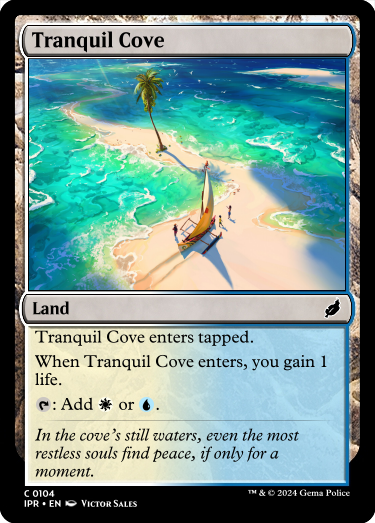 Tranquil Cove
Land
Tranquil Cove enters tapped.
When Tranquil Cove enters, you gain 1
life.
: Add or .
In the cove's still waters, even the most
restless souls find peace, if only for a
moment.
C 0104
IPR • EN Victor Sales
™ & © 2024 Gema Police